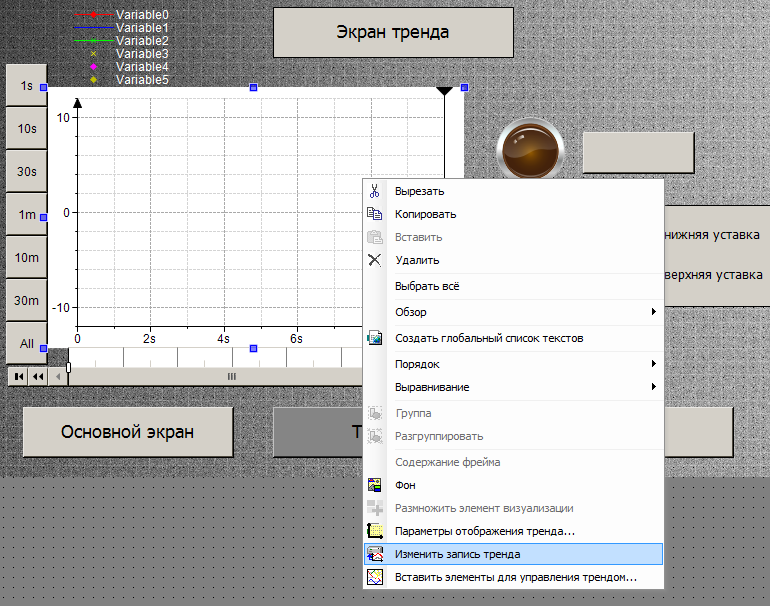 Variable0
Variable1
Variable2
Variable3
Variable4
Variable5
Экран тренда
1s
10s
30s
1m
10m
30m
All
10
0
-10
0 2s 4s 6s
нижняя уставка
верхняя уставка
Основной экран
Т
Вырезать
Копировать
Вставить
Удалить
Выбрать всё
Обзор
Создать глобальный список текстов
Порядок
Выравнивание
Группа
Разгруппировать
Содержание фрейма
Фон
Размножить элемент визуализации
Параметры отображения тренда...
Изменить запись тренда
Вставить элементы для управления трендом...